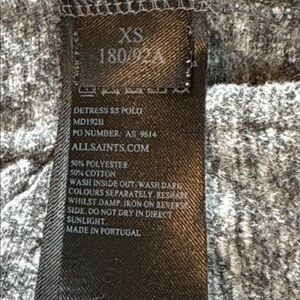 XS
180/92A
DETRESS SS POLO
MD192H
PO NUMBER: AS_9614
ALLSAINTS.COM
50% POLYESTER
50% COTTON
WASH INSIDE OUT. WASH DARK
COLOURS SEPARATELY. RESHAPE
WHILST DAMP. IRON ON REVERSE
SIDE. DO NOT DRY IN DIRECT
SUNLIGHT.
MADE IN PORTUGAL